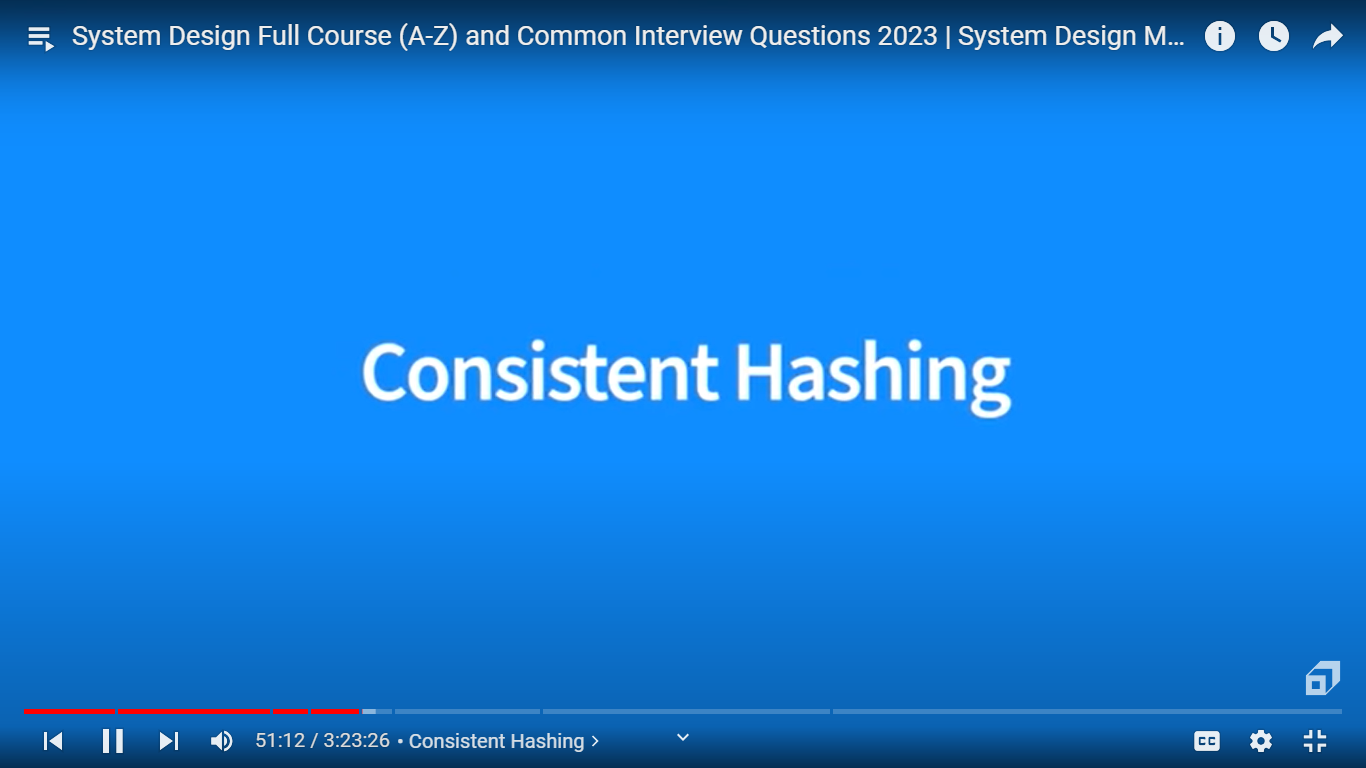 System Design Full Course (A-Z) and Common Interview Questions 2023 | System Design M...
Consistent Hashing
51:12 / 3:23:26 • Consistent Hashing
CC